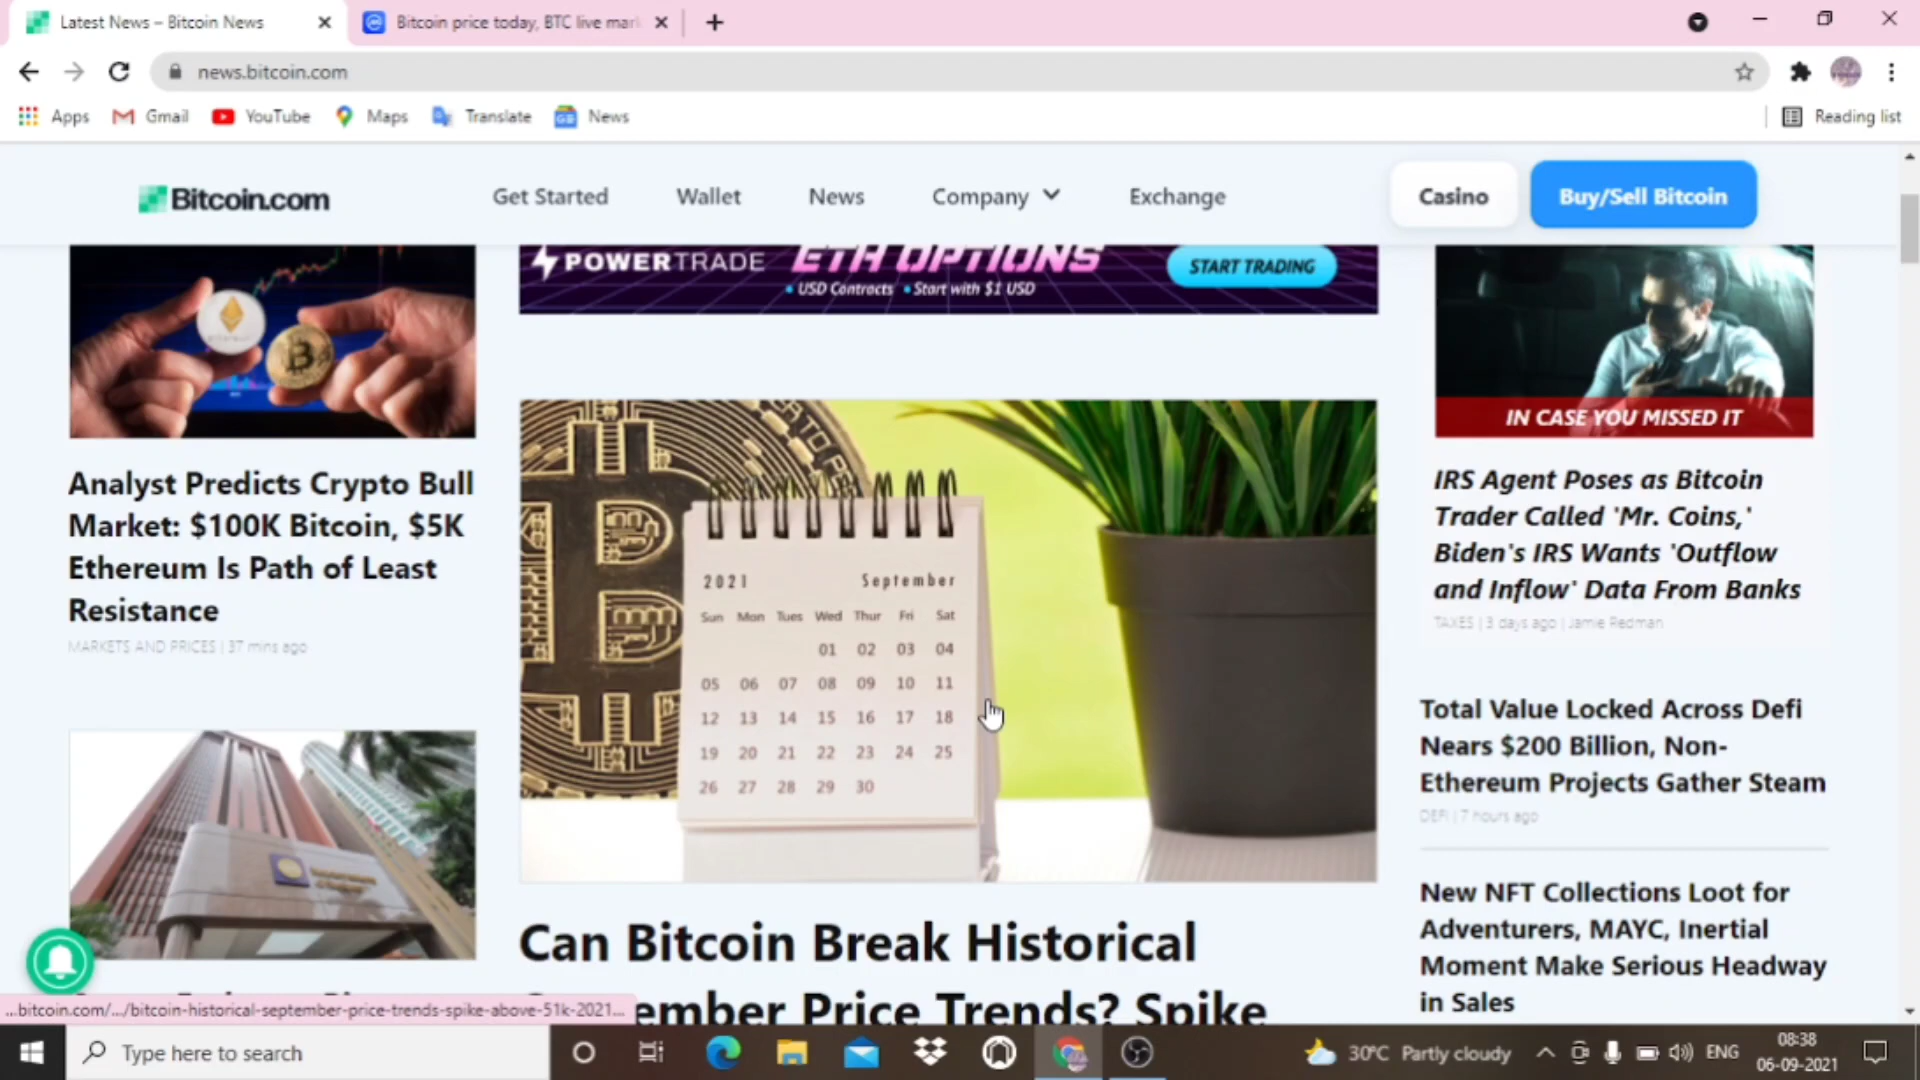 Latest News – Bitcoin News
Bitcoin price today, BTC live mar
news.bitcoin.com
Apps
Gmail
YouTube
Maps
Translate
News
Reading list
Bitcoin.com
Get Started
Wallet
News
Company
Exchange
Casino
Buy/Sell Bitcoin
POWERTRADE
ETH OPTIONS
• USD Contracts • Start with $1 USD
START TRADING
Analyst Predicts Crypto Bull
Market: $100K Bitcoin, $5K
Ethereum Is Path of Least
Resistance
MARKETS AND PRICES | 37 mins ago
2021 September
Sun Mon Tues Wed Thur Fri Sat
01 02 03 04
05 06 07 08 09 10 11
12 13 14 15 16 17 18
19 20 21 22 23 24 25
26 27 28 29 30
Can Bitcoin Break Historical
ember Price Trends? Spike
IN CASE YOU MISSED IT
IRS Agent Poses as Bitcoin
Trader Called 'Mr. Coins,'
Biden's IRS Wants 'Outflow
and Inflow' Data From Banks
TAXES | 3 days ago | Jamie Redman
Total Value Locked Across Defi
Nears $200 Billion, Non-
Ethereum Projects Gather Steam
DEFI | 7 hours ago
New NFT Collections Loot for
Adventurers, MAYC, Inertial
Moment Make Serious Headway
in Sales
...bitcoin.com/.../bitcoin-historical-september-price-trends-spike-above-51k-2021...
Type here to search
30°C Partly cloudy
ENG
08:38
06-09-2021